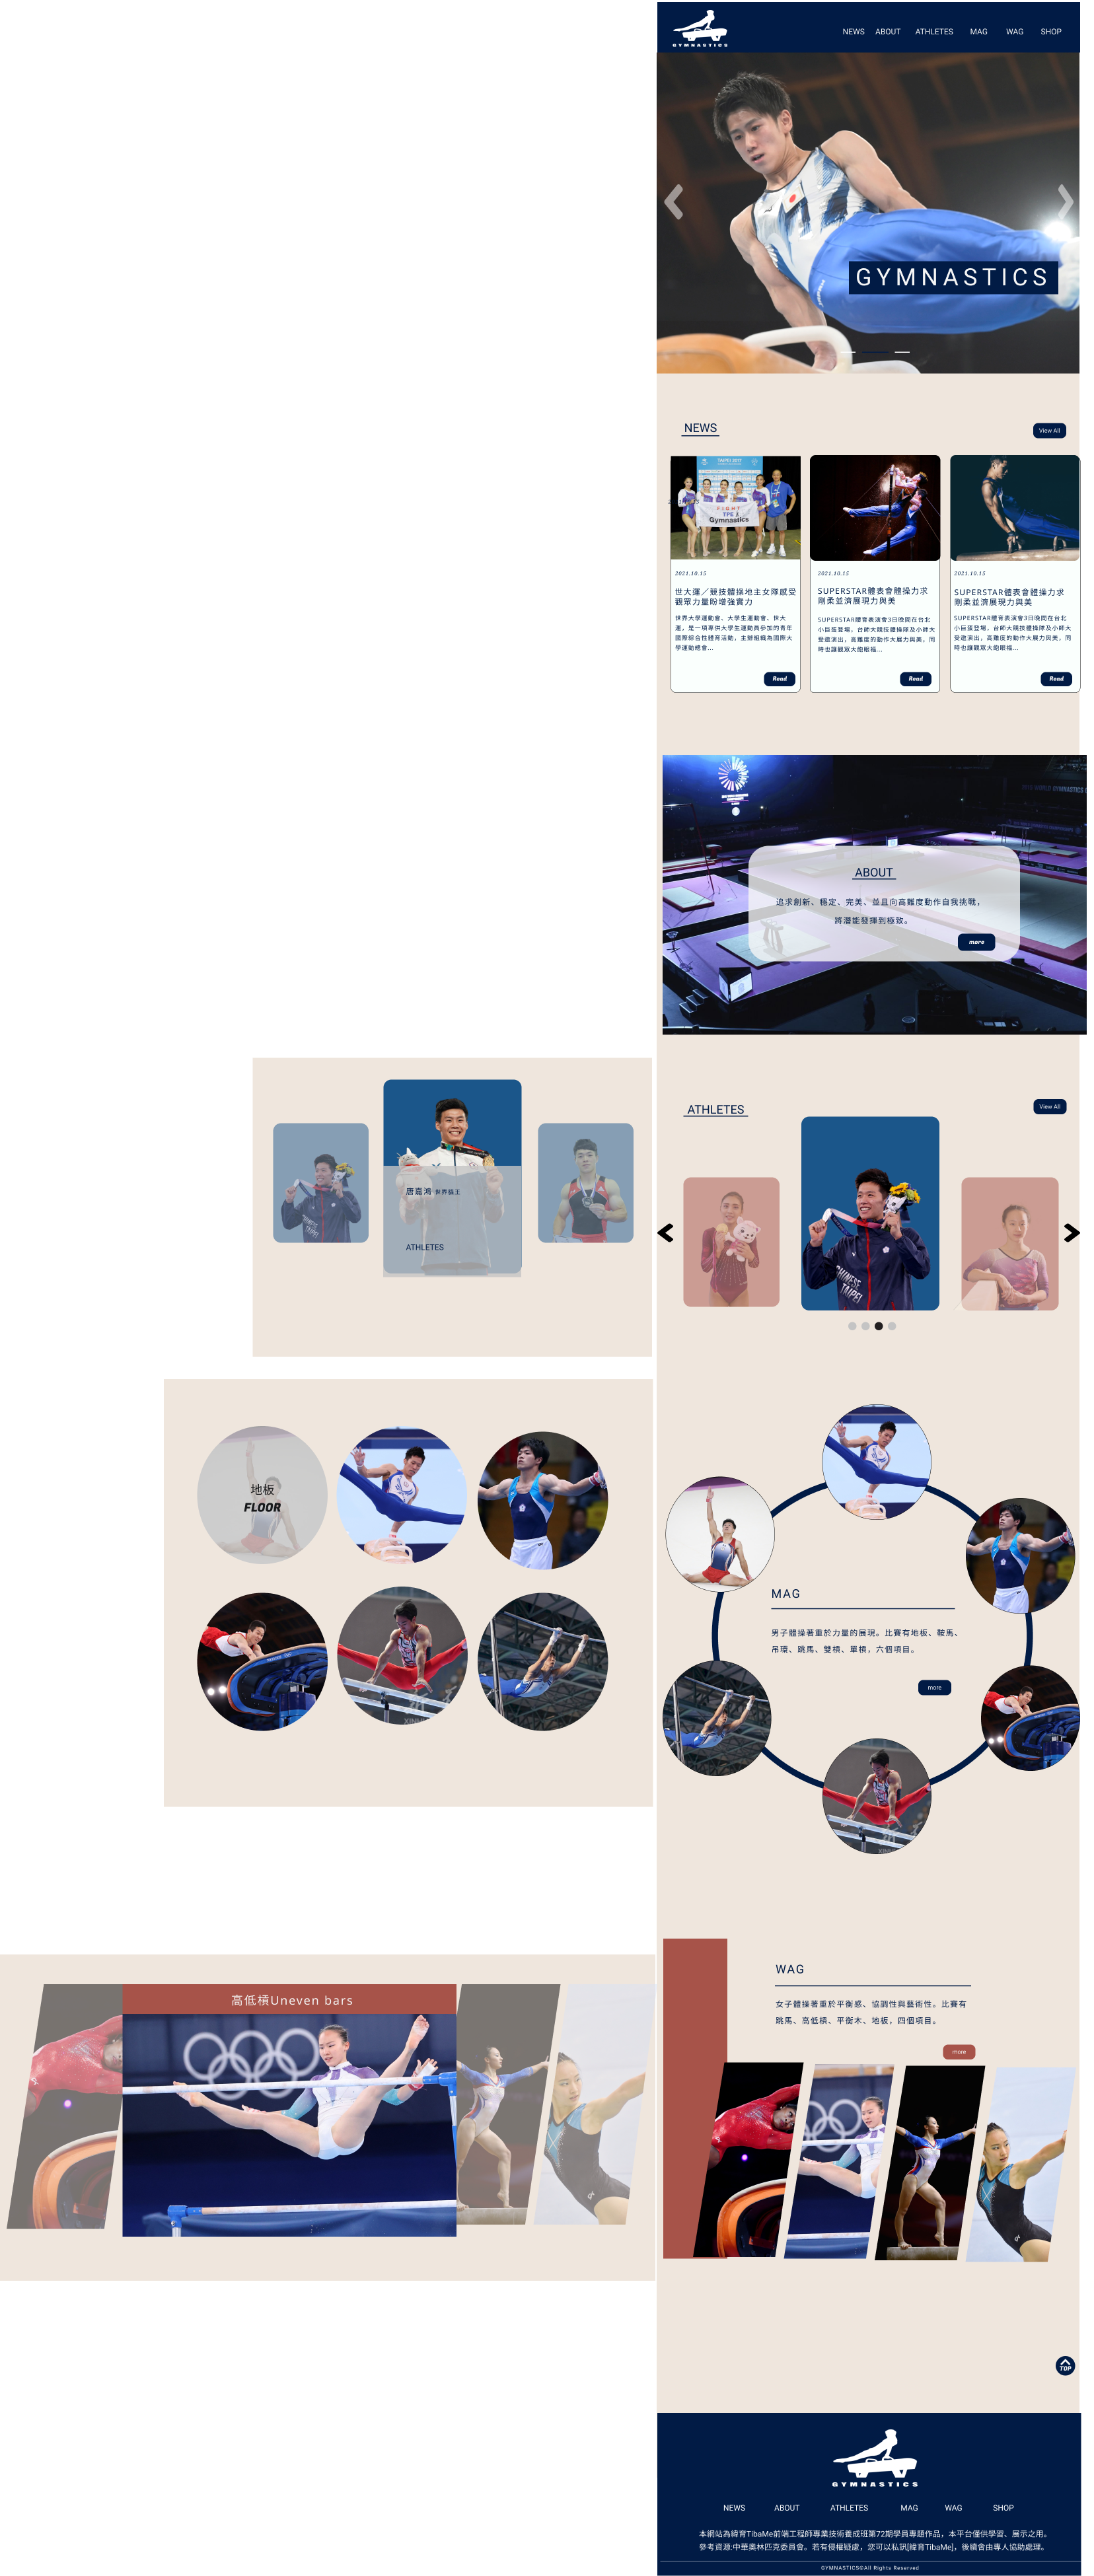 GYMNASTICS
NEWS ABOUT ATHLETES MAG WAG SHOP
GYMNASTICS
NEWS
View All
TAIPEI 2017
FIGHT
TPE
Gymnastics
2021.10.15
世大運／競技體操地主女隊感受
觀眾力量盼增強實力
世界大學運動會、大學生運動會、世大
運，是一項專供大學生運動員參加的青年
國際綜合性體育活動，主辦組織為國際大
學運動總會...
Read
2021.10.15
SUPERSTAR體表會體操力求
剛柔並濟展現力與美
SUPERSTAR體育表演會3日晚間在台北
小巨蛋登場，台師大競技體操隊及小師大
受邀演出，高難度的動作大展力與美，同
時也讓觀眾大飽眼福...
Read
2021.10.15
SUPERSTAR體表會體操力求
剛柔並濟展現力與美
SUPERSTAR體育表演會3日晚間在台北
小巨蛋登場，台師大競技體操隊及小師大
受邀演出，高難度的動作大展力與美，同
時也讓觀眾大飽眼福...
Read
ABOUT
追求創新、穩定、完美、並且向高難度動作自我挑戰，
將潛能發揮到極致。
more
唐嘉鴻 世界貓王
ATHLETES
ATHLETES
View All
CHINESE
TAIPEI
地板
FLOOR
MAG
男子體操著重於力量的展現。比賽有地板、鞍馬、
吊環、跳馬、雙槓、單槓，六個項目。
more
高低槓Uneven bars
WAG
女子體操著重於平衡感、協調性與藝術性。比賽有
跳馬、高低槓、平衡木、地板，四個項目。
more
TOP
GYMNASTICS
NEWS ABOUT ATHLETES MAG WAG SHOP
本網站為緯育TibaMe前端工程師專業技術養成班第72期學員專題作品，本平台僅供學習、展示之用。
參考資源:中華奧林匹克委員會。若有侵權疑慮，您可以私訊[緯育TibaMe]，後續會由專人協助處理。
GYMNASTICS©All Rights Reserved